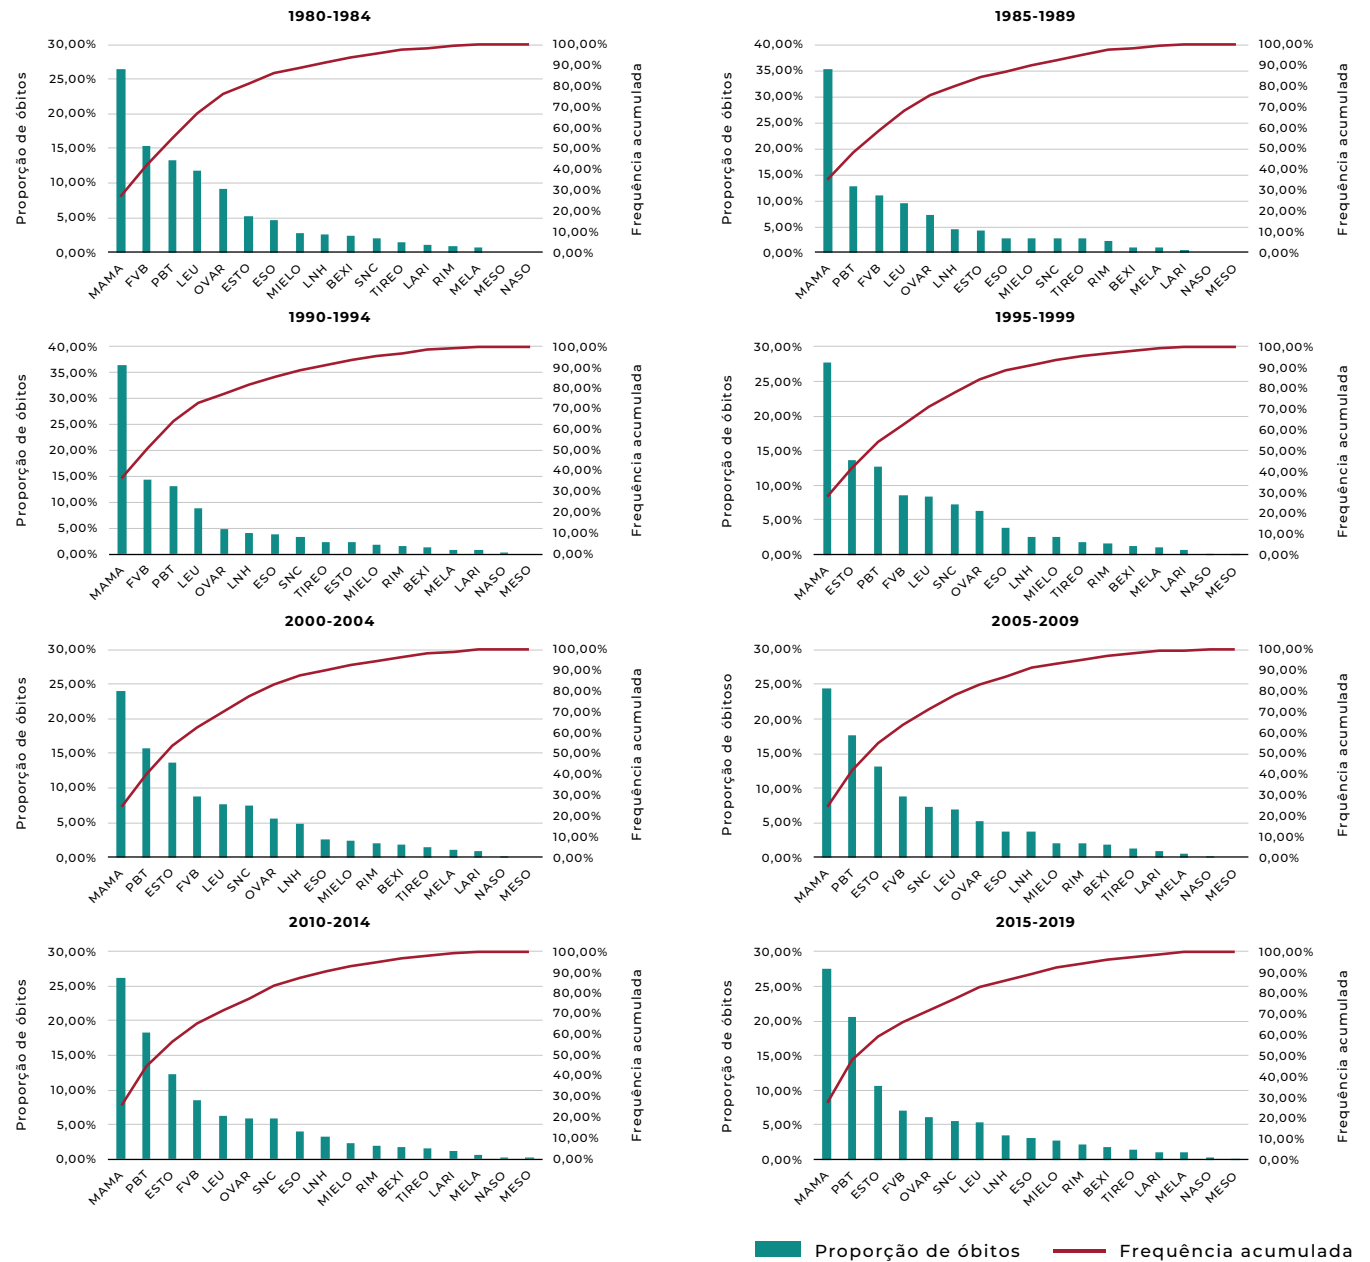 1980-1984
Proporção de óbitos
30,00%
25,00%
20,00%
15,00%
10,00%
5,00%
0,00%
100,00%
90,00%
80,00%
70,00%
60,00%
50,00%
40,00%
30,00%
20,00%
10,00%
0,00%
Frequência acumulada
MAMA
FVB
PBT
LEU
OVAR
ESTO
ESO
MIELO
LNH
BEXI
SNC
TIREO
LARI
RIM
MELA
MESO
NASO
1985-1989
Proporção de óbitos
40,00%
35,00%
30,00%
25,00%
20,00%
15,00%
10,00%
5,00%
0,00%
100,00%
90,00%
80,00%
70,00%
60,00%
50,00%
40,00%
30,00%
20,00%
10,00%
0,00%
Frequência acumulada
MAMA
PBT
FVB
LEU
OVAR
LNH
ESTO
ESO
MIELO
SNC
TIREO
RIM
BEXI
MELA
LARI
NASO
MESO
1990-1994
Proporção de óbitos
40,00%
35,00%
30,00%
25,00%
20,00%
15,00%
10,00%
5,00%
0,00%
100,00%
90,00%
80,00%
70,00%
60,00%
50,00%
40,00%
30,00%
20,00%
10,00%
0,00%
Frequência acumulada
MAMA
FVB
PBT
LEU
OVAR
LNH
ESO
SNC
TIREO
ESTO
MIELO
RIM
BEXI
MELA
LARI
NASO
MESO
1995-1999
Proporção de óbitos
30,00%
25,00%
20,00%
15,00%
10,00%
5,00%
0,00%
100,00%
90,00%
80,00%
70,00%
60,00%
50,00%
40,00%
30,00%
20,00%
10,00%
0,00%
Frequência acumulada
MAMA
ESTO
PBT
FVB
LEU
SNC
OVAR
ESO
LNH
MIELO
TIREO
RIM
BEXI
MELA
LARI
NASO
MESO
2000-2004
Proporção de óbitos
30,00%
25,00%
20,00%
15,00%
10,00%
5,00%
0,00%
100,00%
90,00%
80,00%
70,00%
60,00%
50,00%
40,00%
30,00%
20,00%
10,00%
0,00%
Frequência acumulada
MAMA
PBT
ESTO
FVB
LEU
SNC
OVAR
LNH
ESO
MIELO
RIM
BEXI
TIREO
MELA
LARI
NASO
MESO
2005-2009
Proporção de óbitoso
30,00%
25,00%
20,00%
15,00%
10,00%
5,00%
0,00%
100,00%
90,00%
80,00%
70,00%
60,00%
50,00%
40,00%
30,00%
20,00%
10,00%
0,00%
Frquência acumulada
MAMA
PBT
ESTO
FVB
SNC
LEU
OVAR
ESO
LNH
MIELO
RIM
BEXI
TIREO
LARI
MELA
NASO
MESO
2010-2014
Proporção de óbitos
30,00%
25,00%
20,00%
15,00%
10,00%
5,00%
0,00%
100,00%
90,00%
80,00%
70,00%
60,00%
50,00%
40,00%
30,00%
20,00%
10,00%
0,00%
Frequência acumulada
MAMA
PBT
ESTO
FVB
LEU
OVAR
SNC
ESO
LNH
MIELO
RIM
BEXI
TIREO
LARI
MELA
NASO
MESO
2015-2019
Proporção de óbitos
30,00%
25,00%
20,00%
15,00%
10,00%
5,00%
0,00%
100,00%
90,00%
80,00%
70,00%
60,00%
50,00%
40,00%
30,00%
20,00%
10,00%
0,00%
Frequência acumulada
MAMA
PBT
ESTO
FVB
OVAR
SNC
LEU
LNH
ESO
MIELO
RIM
BEXI
TIREO
LARI
MELA
NASO
MESO
Proporção de óbitos
Frequência acumulada